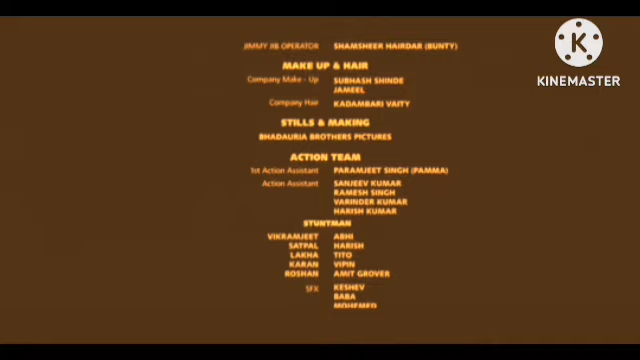 JIMMY JIB OPERATOR SHAMSHEER HAIRDAR (BUNTY)
MAKE UP & HAIR
Company Make - Up SUBHASH SHINDE
JAMEEL
Company Hair KADAMBARI VAITY
STILLS & MAKING
BHADAURIA BROTHERS PICTURES
ACTION TEAM
1st Action Assistant PARAMJEET SINGH (PAMMA)
Action Assistant SANJEEV KUMAR
RAMESH SINGH
VARINDER KUMAR
HARISH KUMAR
STUNTMAN
VIKRAMJEET ABHI
SATPAL HARISH
LAKHA TITO
KARAN VIPIN
ROSHAN AMIT GROVER
SFX KESHEV
BABA
MOHEMED
K
KINEMASTER